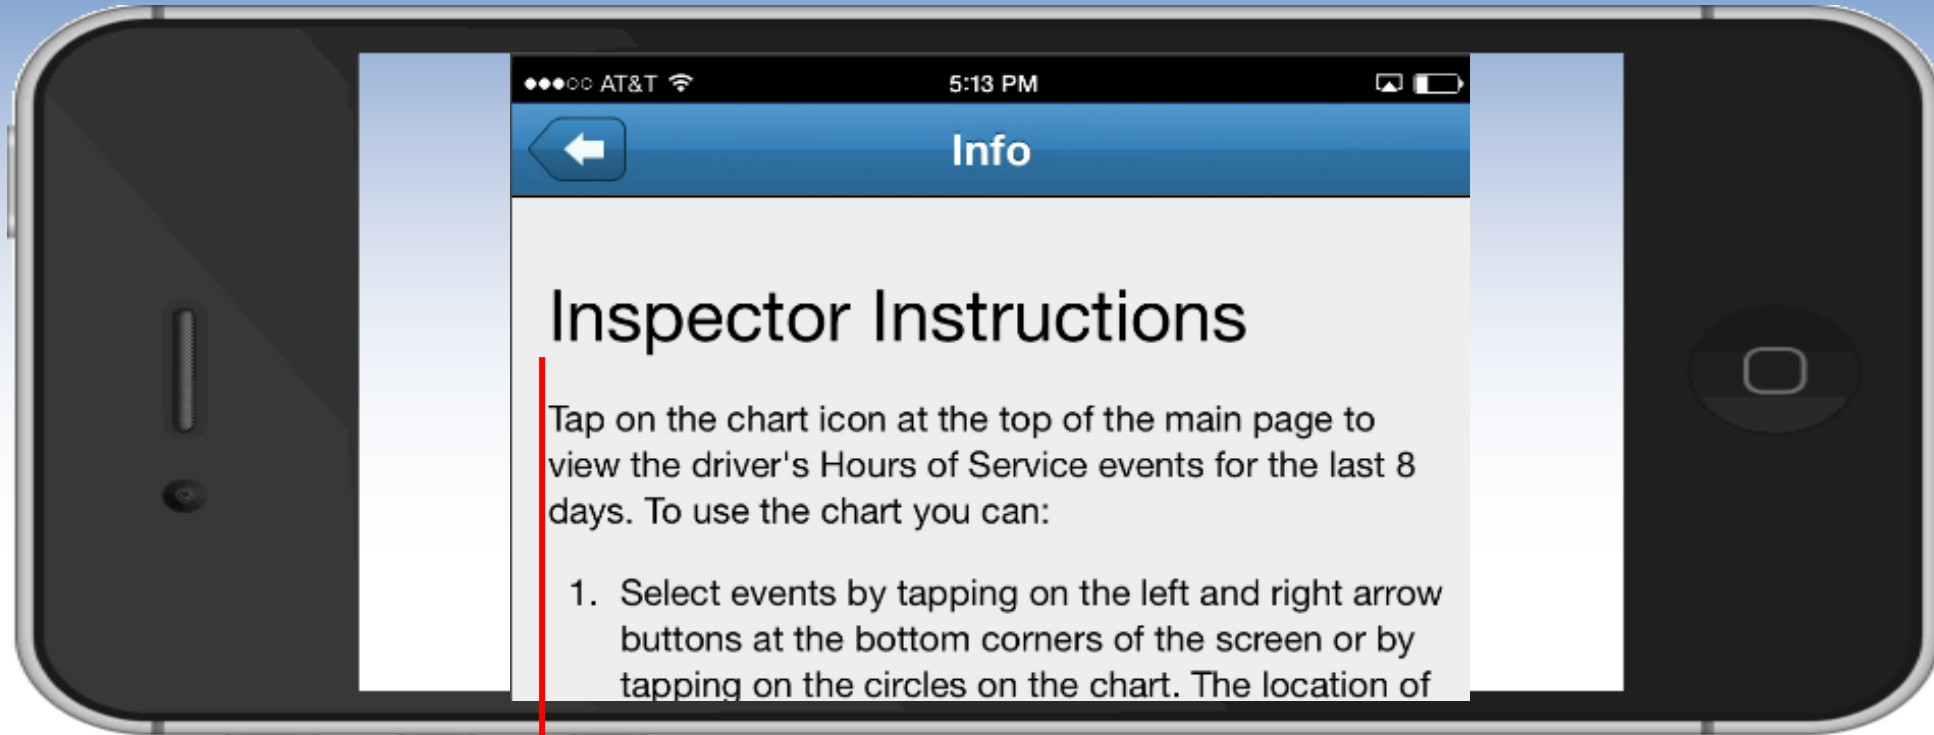 ●●●○○ AT&T 5:13 PM
Info
Inspector Instructions
Tap on the chart icon at the top of the main page to
view the driver's Hours of Service events for the last 8
days. To use the chart you can:
1. Select events by tapping on the left and right arrow
buttons at the bottom corners of the screen or by
tapping on the circles on the chart. The location of